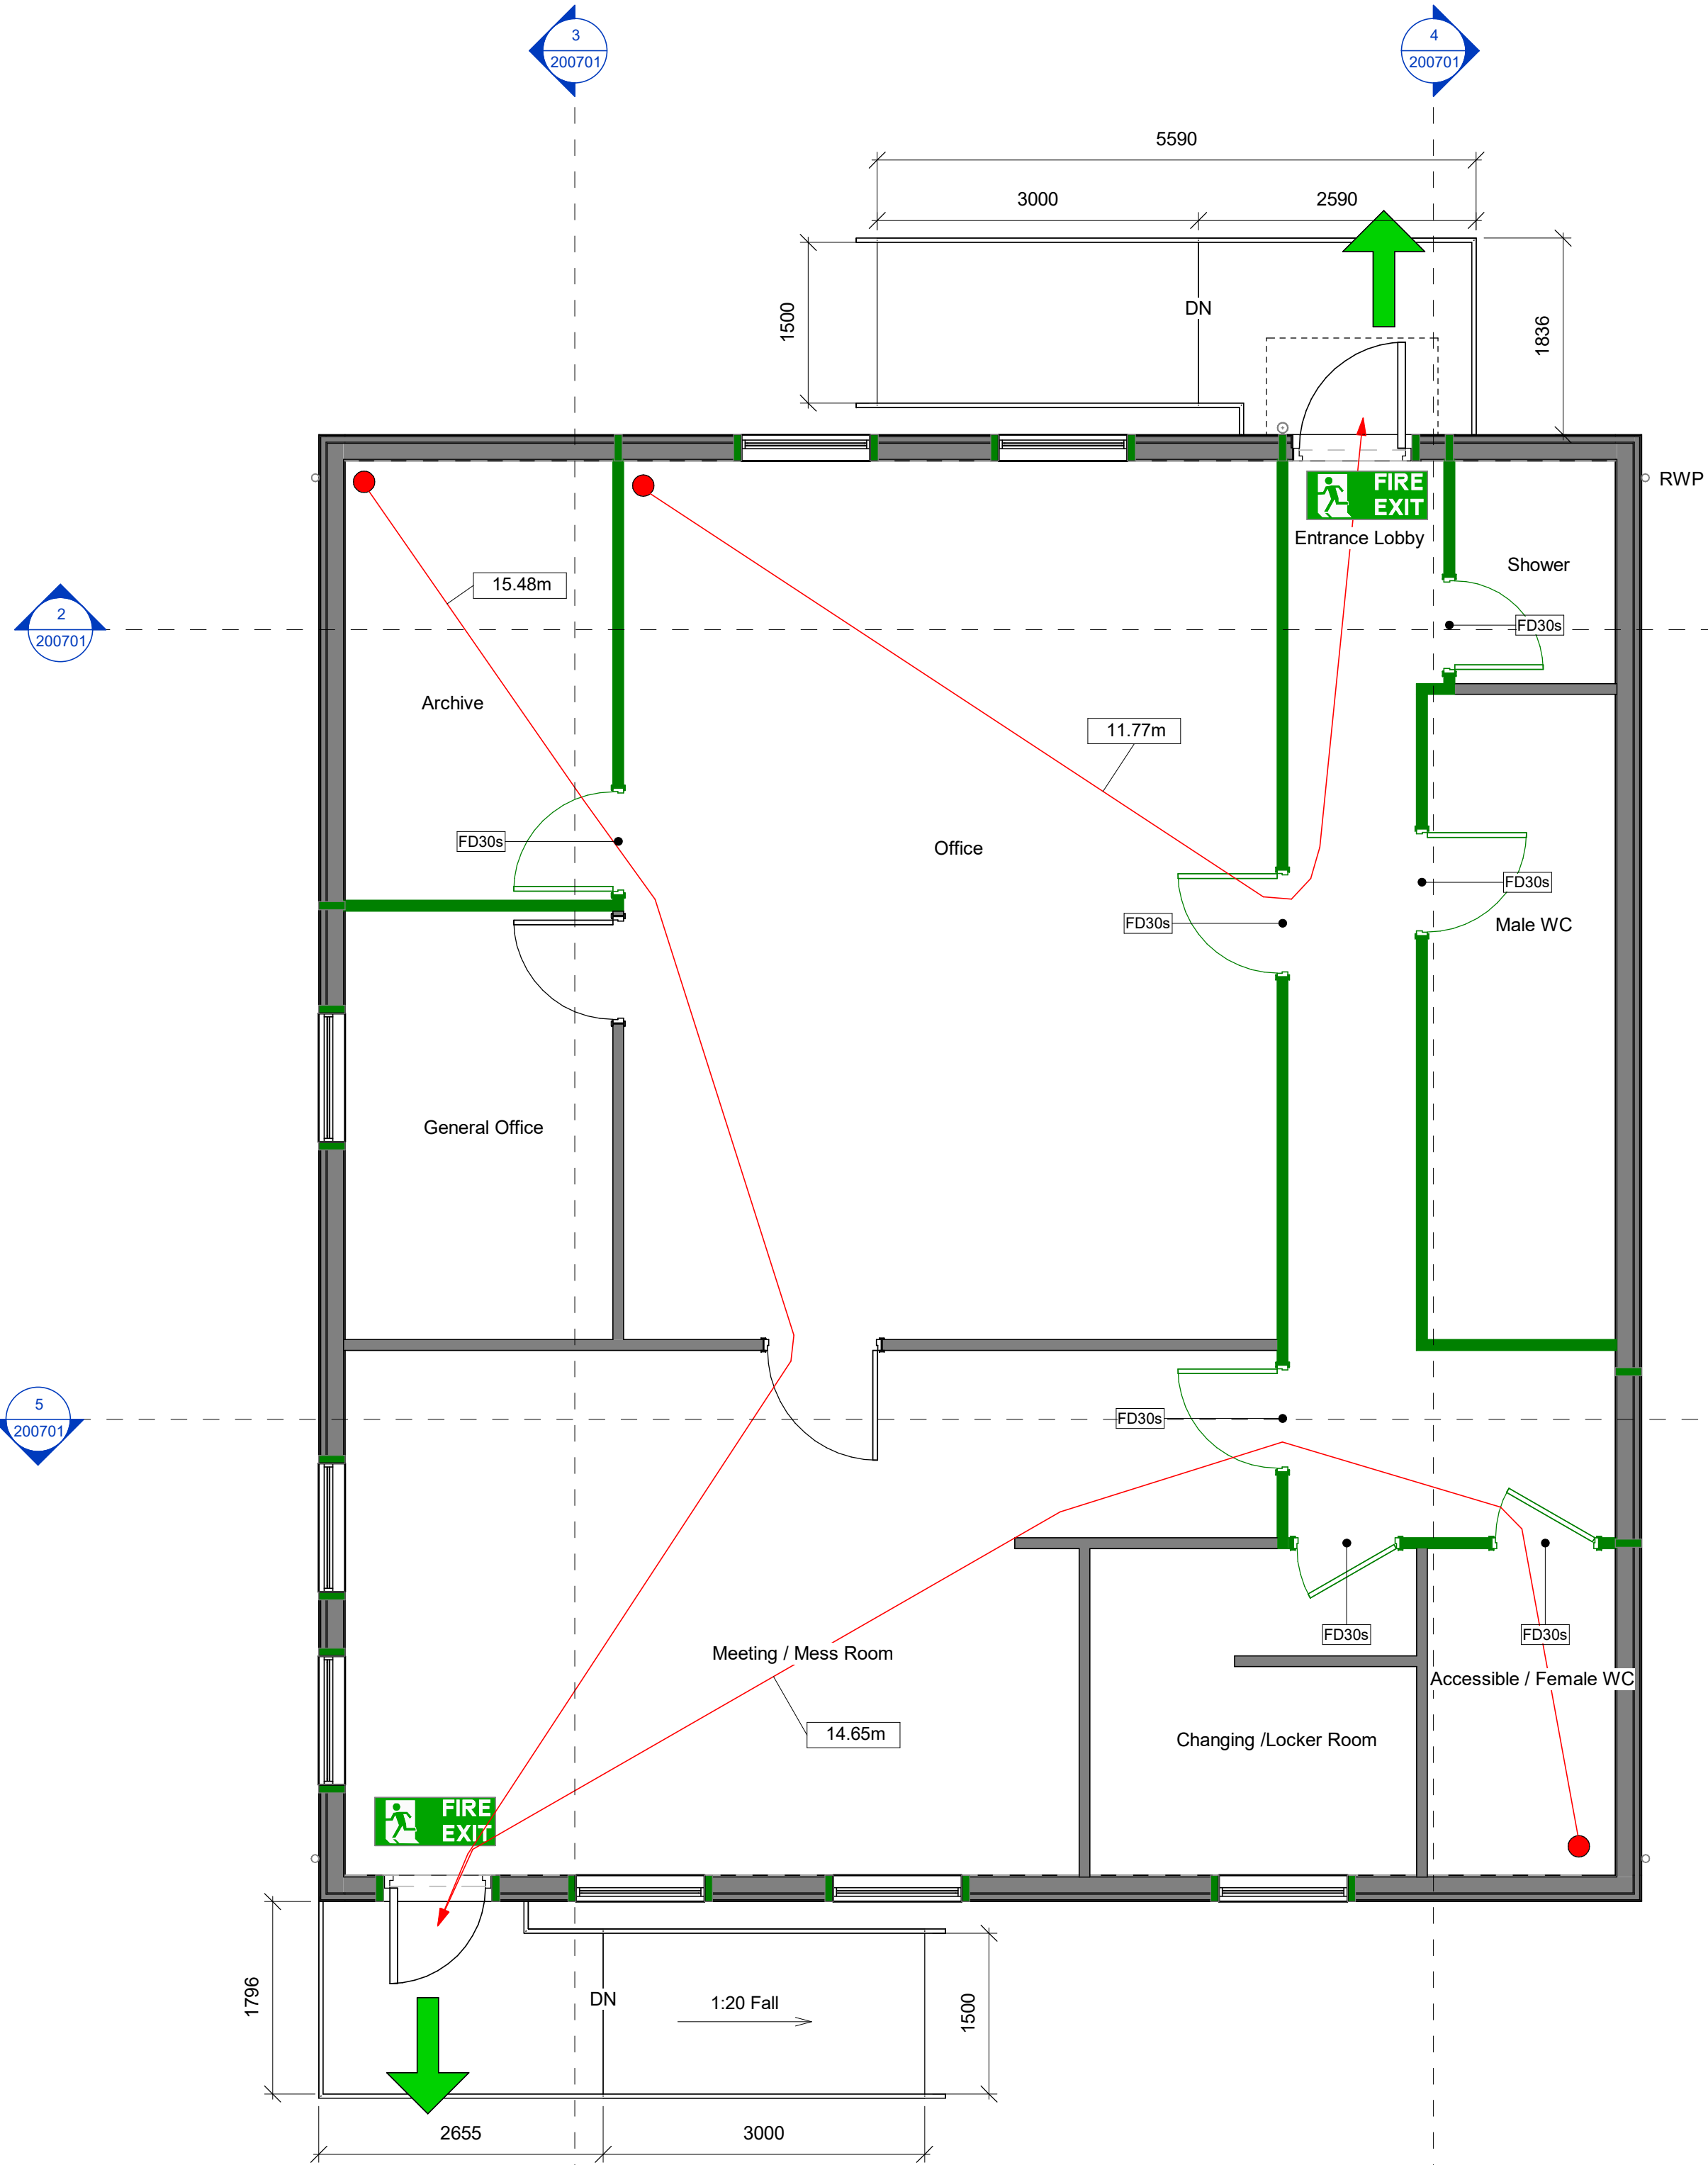 3
200701
4
200701
5590
3000
2590
1500
DN
1836
FIRE
EXIT
RWP
Entrance Lobby
Shower
15.48m
2
200701
FD30s
Archive
11.77m
FD30s
Office
FD30s
FD30s
Male WC
General Office
5
200701
FD30s
FD30s
FD30s
Meeting / Mess Room
Accessible / Female WC
14.65m
Changing /Locker Room
FIRE
EXIT
1796
DN
1:20 Fall
1500
2655
3000